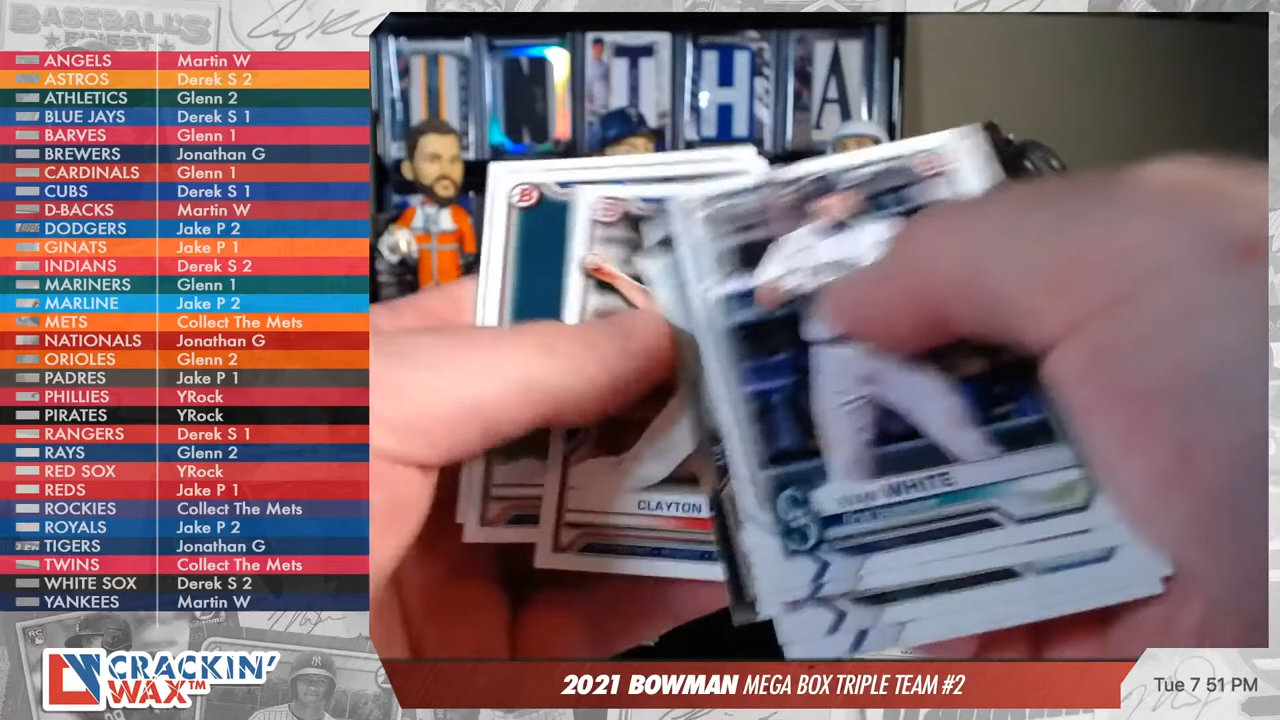 BASEBALL'S
FINEST
ANGELS Martin W
ASTROS Derek S 2
ATHLETICS Glenn 2
BLUE JAYS Derek S 1
BARVES Glenn 1
BREWERS Jonathan G
CARDINALS Glenn 1
CUBS Derek S 1
D-BACKS Martin W
DODGERS Jake P 2
GINATS Jake P 1
INDIANS Derek S 2
MARINERS Glenn 1
MARLINE Jake P 2
METS Collect The Mets
NATIONALS Jonathan G
ORIOLES Glenn 2
PADRES Jake P 1
PHILLIES YRock
PIRATES YRock
RANGERS Derek S 1
RAYS Glenn 2
RED SOX YRock
REDS Jake P 1
ROCKIES Collect The Mets
ROYALS Jake P 2
TIGERS Jonathan G
TWINS Collect The Mets
WHITE SOX Derek S 2
YANKEES Martin W
RC
CRACKIN'
WAX™
N T H A
B
CLAYTON
EVAN WHITE
S
2021 BOWMAN MEGA BOX TRIPLE TEAM #2
Tue 7 51 PM